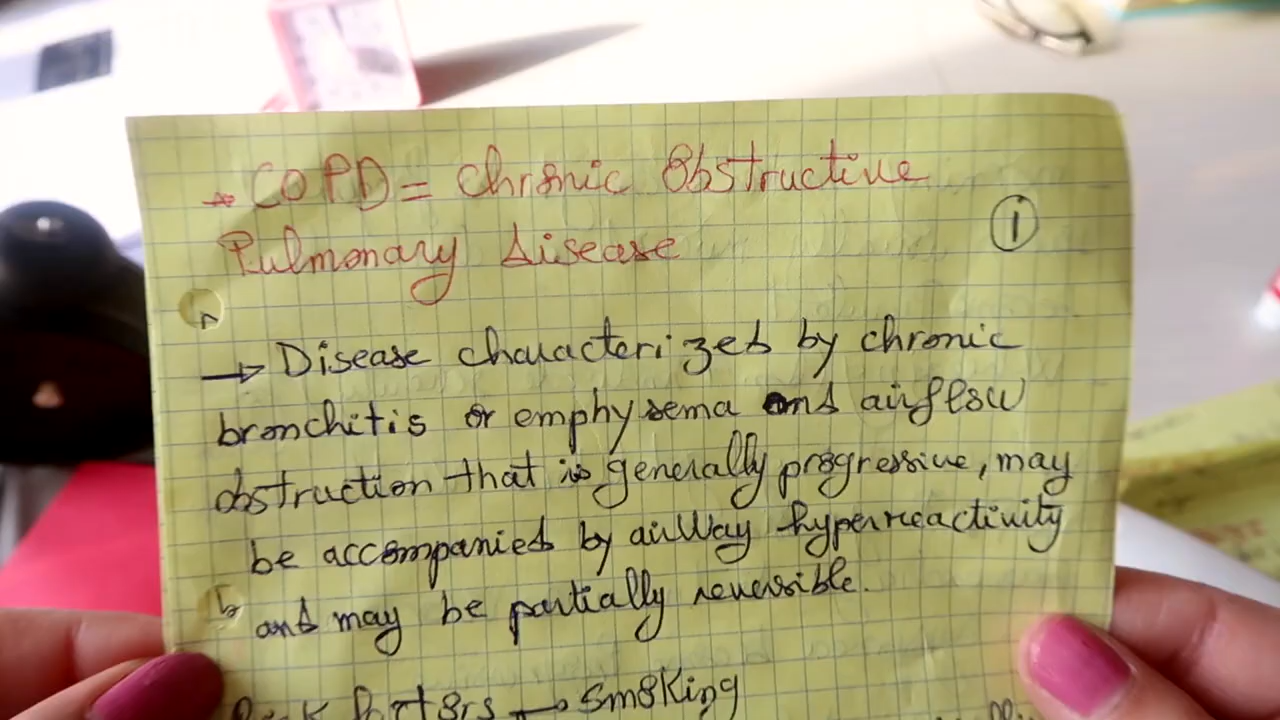 → COPD = Chronic Obstructive
Pulmonary disease
1
→ Disease characterized by chronic
bronchitis or emphysema and airflow
obstruction that is generally progressive, may
be accompanied by airway hyperreactivity
and may be partially reversible.
Risk factors → smoking